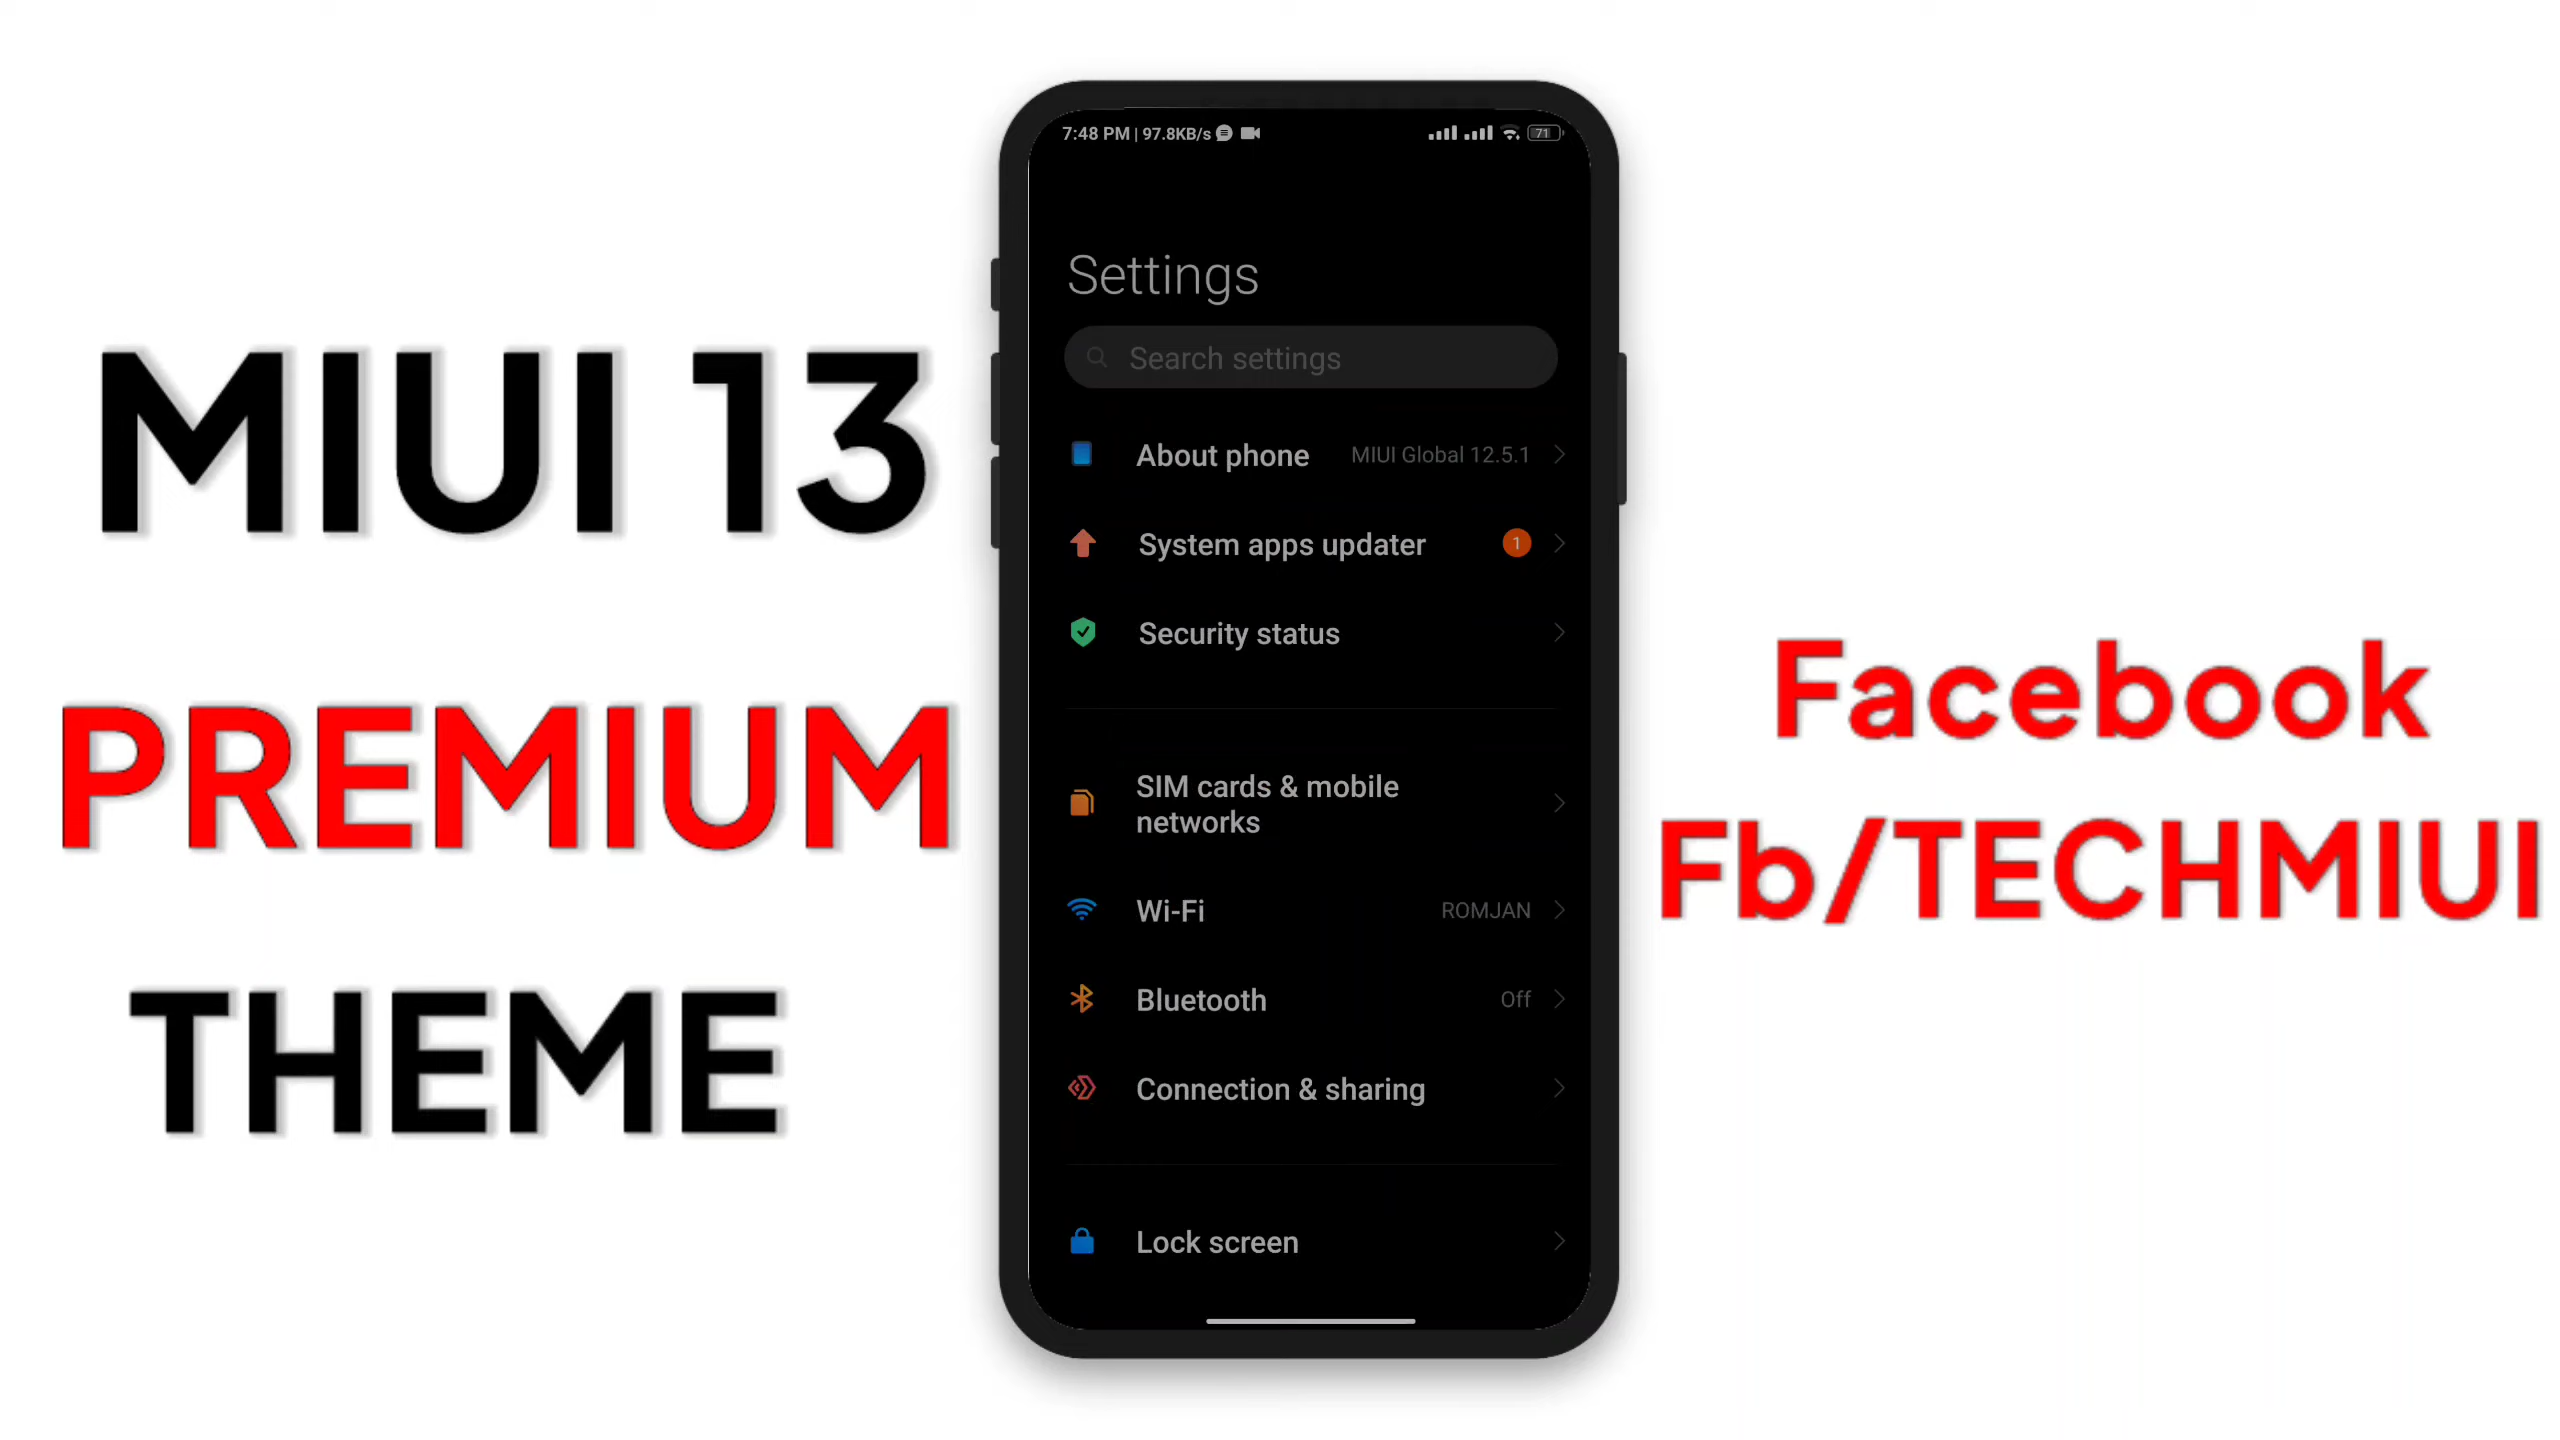 MIUI 13
PREMIUM
THEME
7:48 PM | 97.8KB/s
71
Settings
Search settings
About phone MIUI Global 12.5.1
System apps updater 1
Security status
SIM cards & mobile
networks
Wi-Fi ROMJAN
Bluetooth Off
Connection & sharing
Lock screen
Facebook
Fb/TECHMIUI